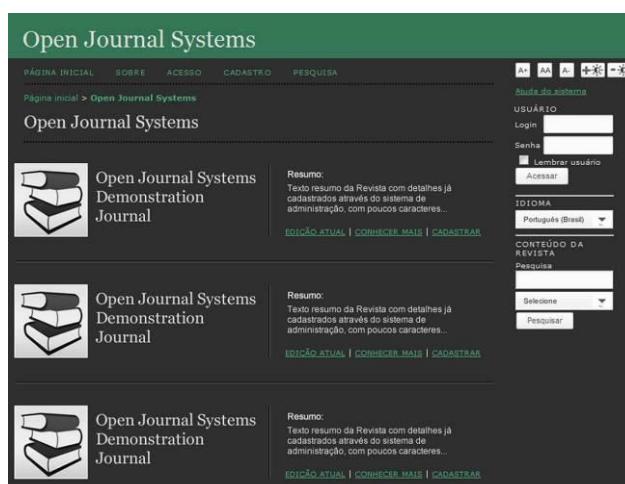 Open Journal Systems
PÁGINA INICIAL SOBRE ACESSO CADASTRO PESQUISA
Página inicial > Open Journal Systems
Open Journal Systems
Open Journal Systems
Demonstration
Journal
Resumo:
Texto resumo da Revista com detalhes já
cadastrados através do sistema de
administração, com poucos caracteres...
EDIÇÃO ATUAL | CONHECER MAIS | CADASTRAR
Open Journal Systems
Demonstration
Journal
Resumo:
Texto resumo da Revista com detalhes já
cadastrados através do sistema de
administração, com poucos caracteres...
EDIÇÃO ATUAL | CONHECER MAIS | CADASTRAR
Open Journal Systems
Demonstration
Journal
Resumo:
Texto resumo da Revista com detalhes já
cadastrados através do sistema de
administração, com poucos caracteres...
EDIÇÃO ATUAL | CONHECER MAIS | CADASTRAR
A+ AA A-
Ajuda do sistema
USUÁRIO
Login
Senha
Lembrar usuário
Acessar
IDIOMA
Português (Brasil)
CONTEÚDO DA
REVISTA
Pesquisa
Selecione
Pesquisar